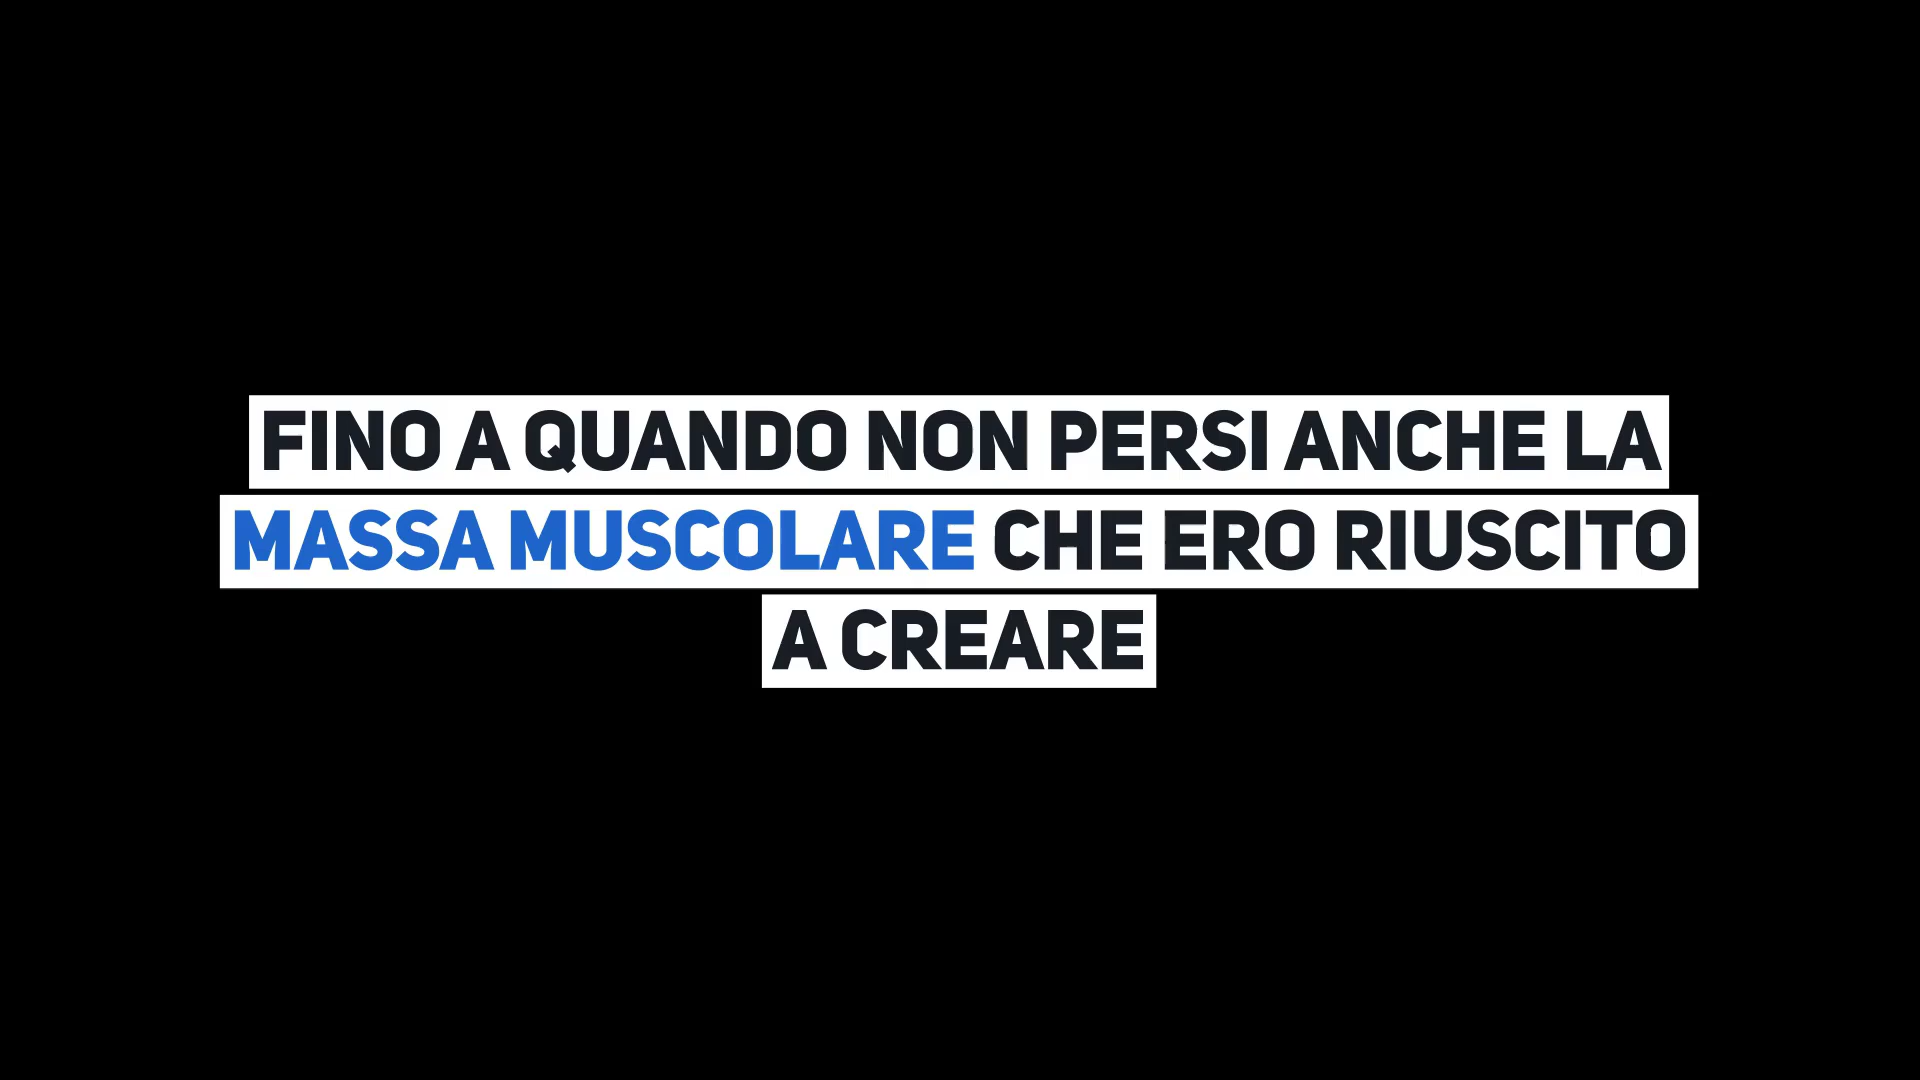 FINO A QUANDO NON PERSI ANCHE LA
MASSA MUSCOLARE CHE ERO RIUSCITO
A CREARE